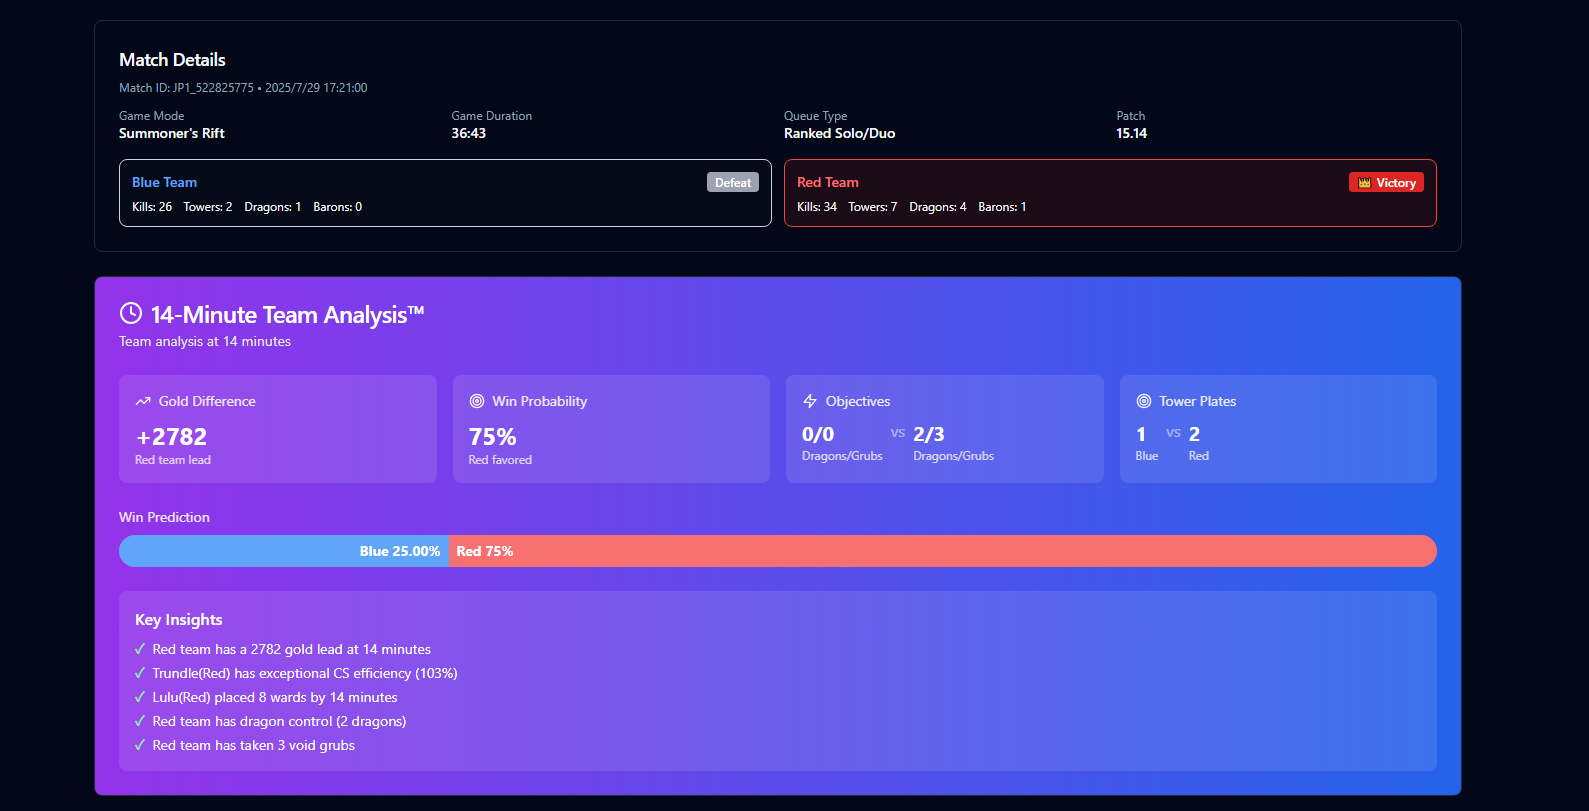 Match Details
Match ID: JP1_522825775 • 2025/7/29 17:21:00
Game Mode
Summoner's Rift
Game Duration
36:43
Queue Type
Ranked Solo/Duo
Patch
15.14
Blue Team
Defeat
Kills: 26 Towers: 2 Dragons: 1 Barons: 0
Red Team
Victory
Kills: 34 Towers: 7 Dragons: 4 Barons: 1
14-Minute Team Analysis™
Team analysis at 14 minutes
Gold Difference
+2782
Red team lead
Win Probability
75%
Red favored
Objectives
0/0 VS 2/3
Dragons/Grubs Dragons/Grubs
Tower Plates
1 VS 2
Blue Red
Win Prediction
Blue 25.00% Red 75%
Key Insights
✓ Red team has a 2782 gold lead at 14 minutes
✓ Trundle(Red) has exceptional CS efficiency (103%)
✓ Lulu(Red) placed 8 wards by 14 minutes
✓ Red team has dragon control (2 dragons)
✓ Red team has taken 3 void grubs